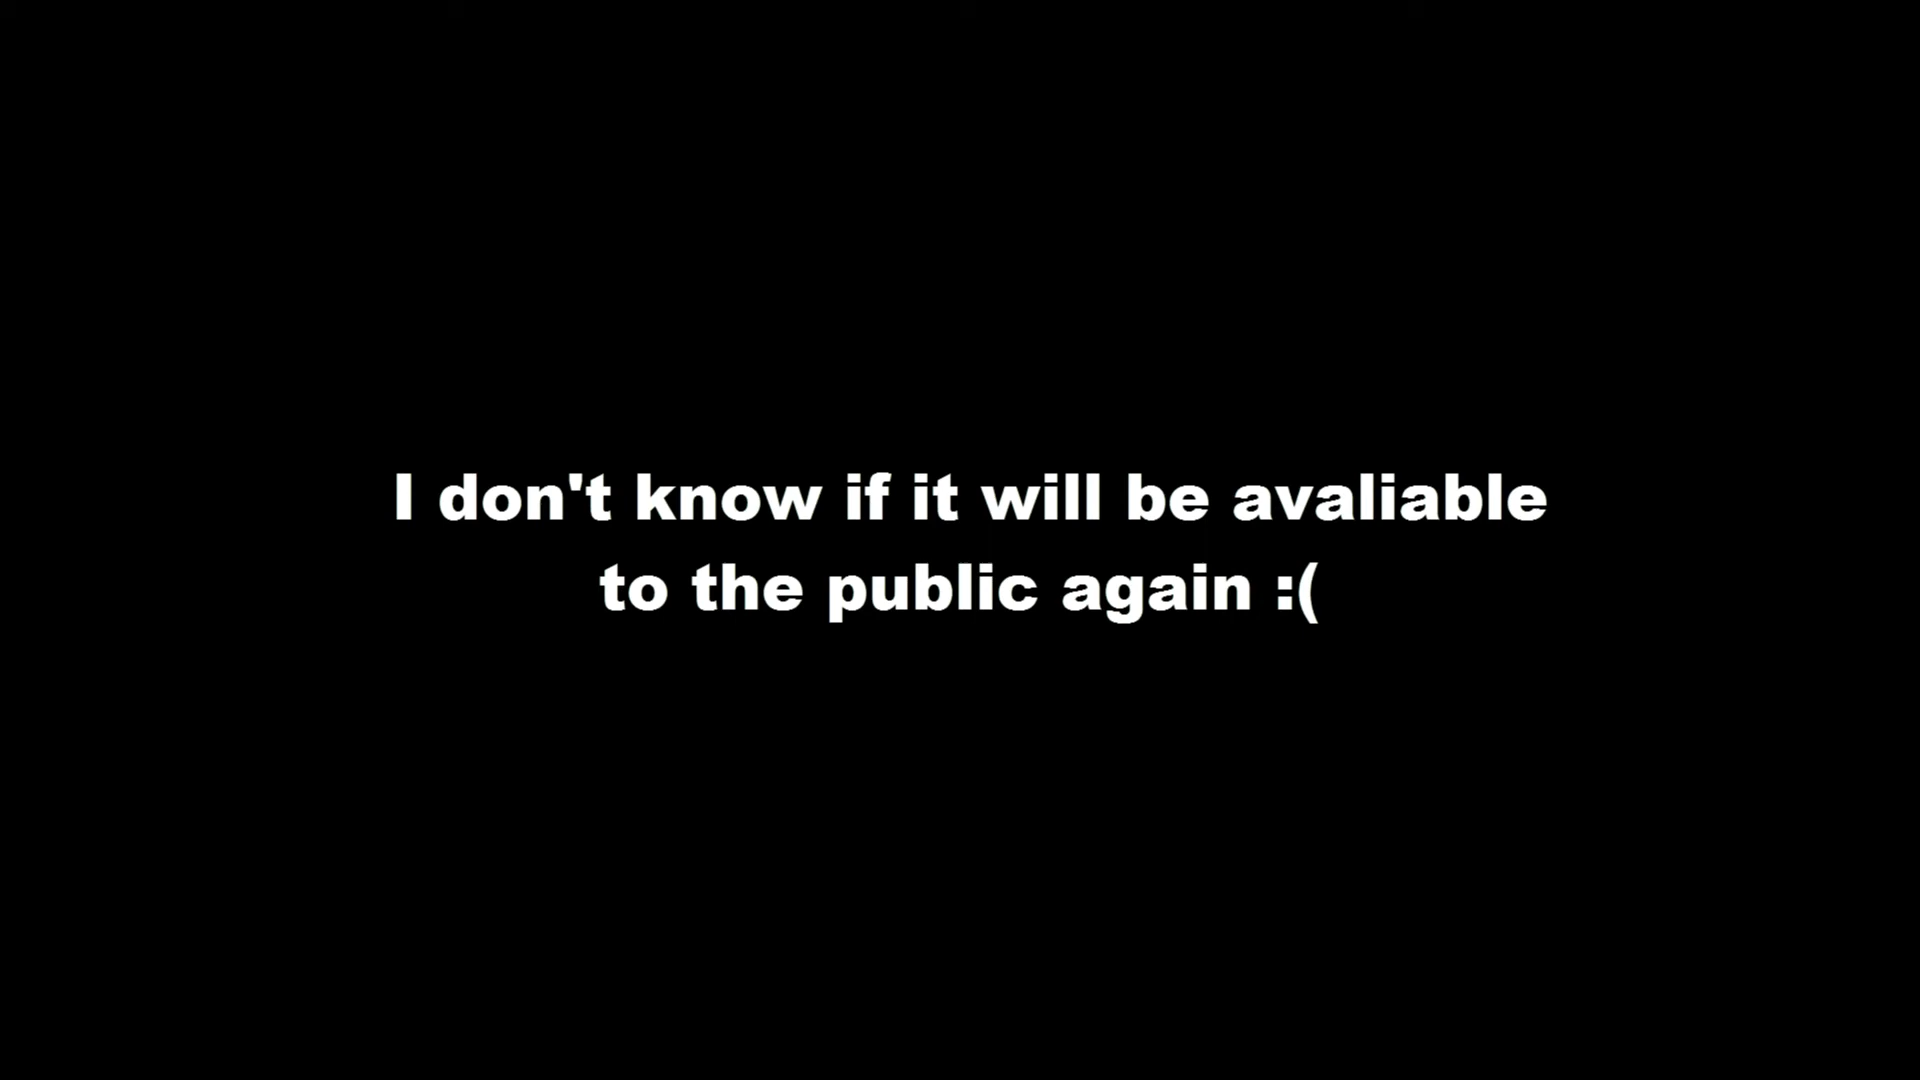 I don't know if it will be avaliable
to the public again :(